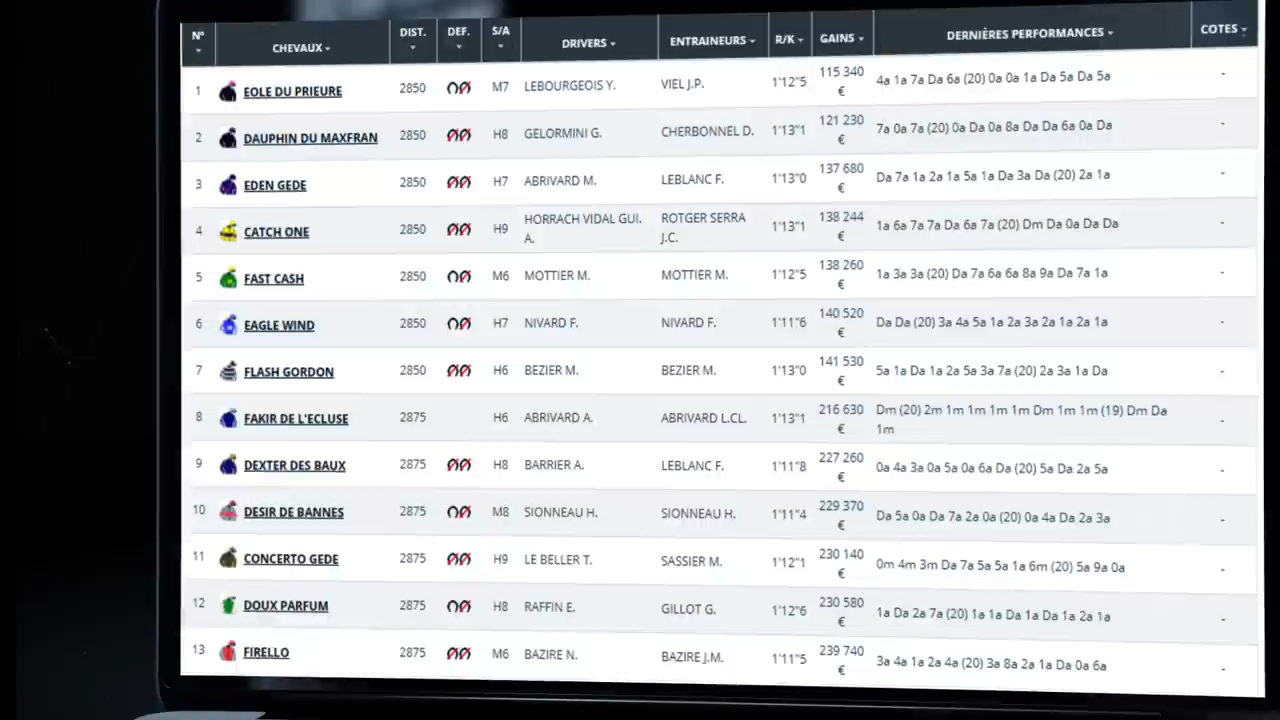 N° CHEVAUX DIST. DEF. S/A DRIVERS ENTRAINEURS R/K GAINS DERNIÈRES PERFORMANCES COTES
1 EOLE DU PRIEURE 2850 M7 LEBOURGEOIS Y. VIEL J.P. 1'12"5 115 340 € 4a 1a 7a Da 6a (20) 0a 0a 1a Da 5a Da 5a -
2 DAUPHIN DU MAXFRAN 2850 H8 GELORMINI G. CHERBONNEL D. 1'13"1 121 230 € 7a 0a 7a (20) 0a Da 0a 8a Da Da 6a 0a Da -
3 EDEN GEDE 2850 H7 ABRIVARD M. LEBLANC F. 1'13"0 137 680 € Da 7a 1a 2a 1a 5a 1a Da 3a Da (20) 2a 1a -
4 CATCH ONE 2850 H9 HORRACH VIDAL GUI. A. ROTGER SERRA J.C. 1'13"1 138 244 € 1a 6a 7a 7a Da 6a 7a (20) Dm Da 0a Da Da -
5 FAST CASH 2850 M6 MOTTIER M. MOTTIER M. 1'12"5 138 260 € 1a 3a 3a (20) Da 7a 6a 6a 8a 9a Da 7a 1a -
6 EAGLE WIND 2850 H7 NIVARD F. NIVARD F. 1'11"6 140 520 € Da Da (20) 3a 4a 5a 1a 2a 3a 2a 1a 2a 1a -
7 FLASH GORDON 2850 H6 BEZIER M. BEZIER M. 1'13"0 141 530 € 5a 1a Da 1a 2a 5a 3a 7a (20) 2a 3a 1a Da -
8 FAKIR DE L'ECLUSE 2875 H6 ABRIVARD A. ABRIVARD L.CL. 1'13"1 216 630 € Dm (20) 2m 1m 1m 1m 1m Dm 1m 1m (19) Dm Da 1m -
9 DEXTER DES BAUX 2875 H8 BARRIER A. LEBLANC F. 1'11"8 227 260 € 0a 4a 3a 0a 5a 0a 6a Da (20) 5a Da 2a 5a -
10 DESIR DE BANNES 2875 M8 SIONNEAU H. SIONNEAU H. 1'11"4 229 370 € Da 5a 0a Da 7a 2a 0a (20) 0a 4a Da 2a 3a -
11 CONCERTO GEDE 2875 H9 LE BELLER T. SASSIER M. 1'12"1 230 140 € 0m 4m 3m Da 7a 5a 5a 1a 6m (20) 5a 9a 0a -
12 DOUX PARFUM 2875 H8 RAFFIN E. GILLOT G. 1'12"6 230 580 € 1a Da 2a 7a (20) 1a 1a Da 1a Da 1a 2a 1a -
13 FIRELLO 2875 M6 BAZIRE N. BAZIRE J.M. 1'11"5 239 740 € 3a 4a 1a 2a 4a (20) 3a 8a 2a 1a Da 0a 6a -